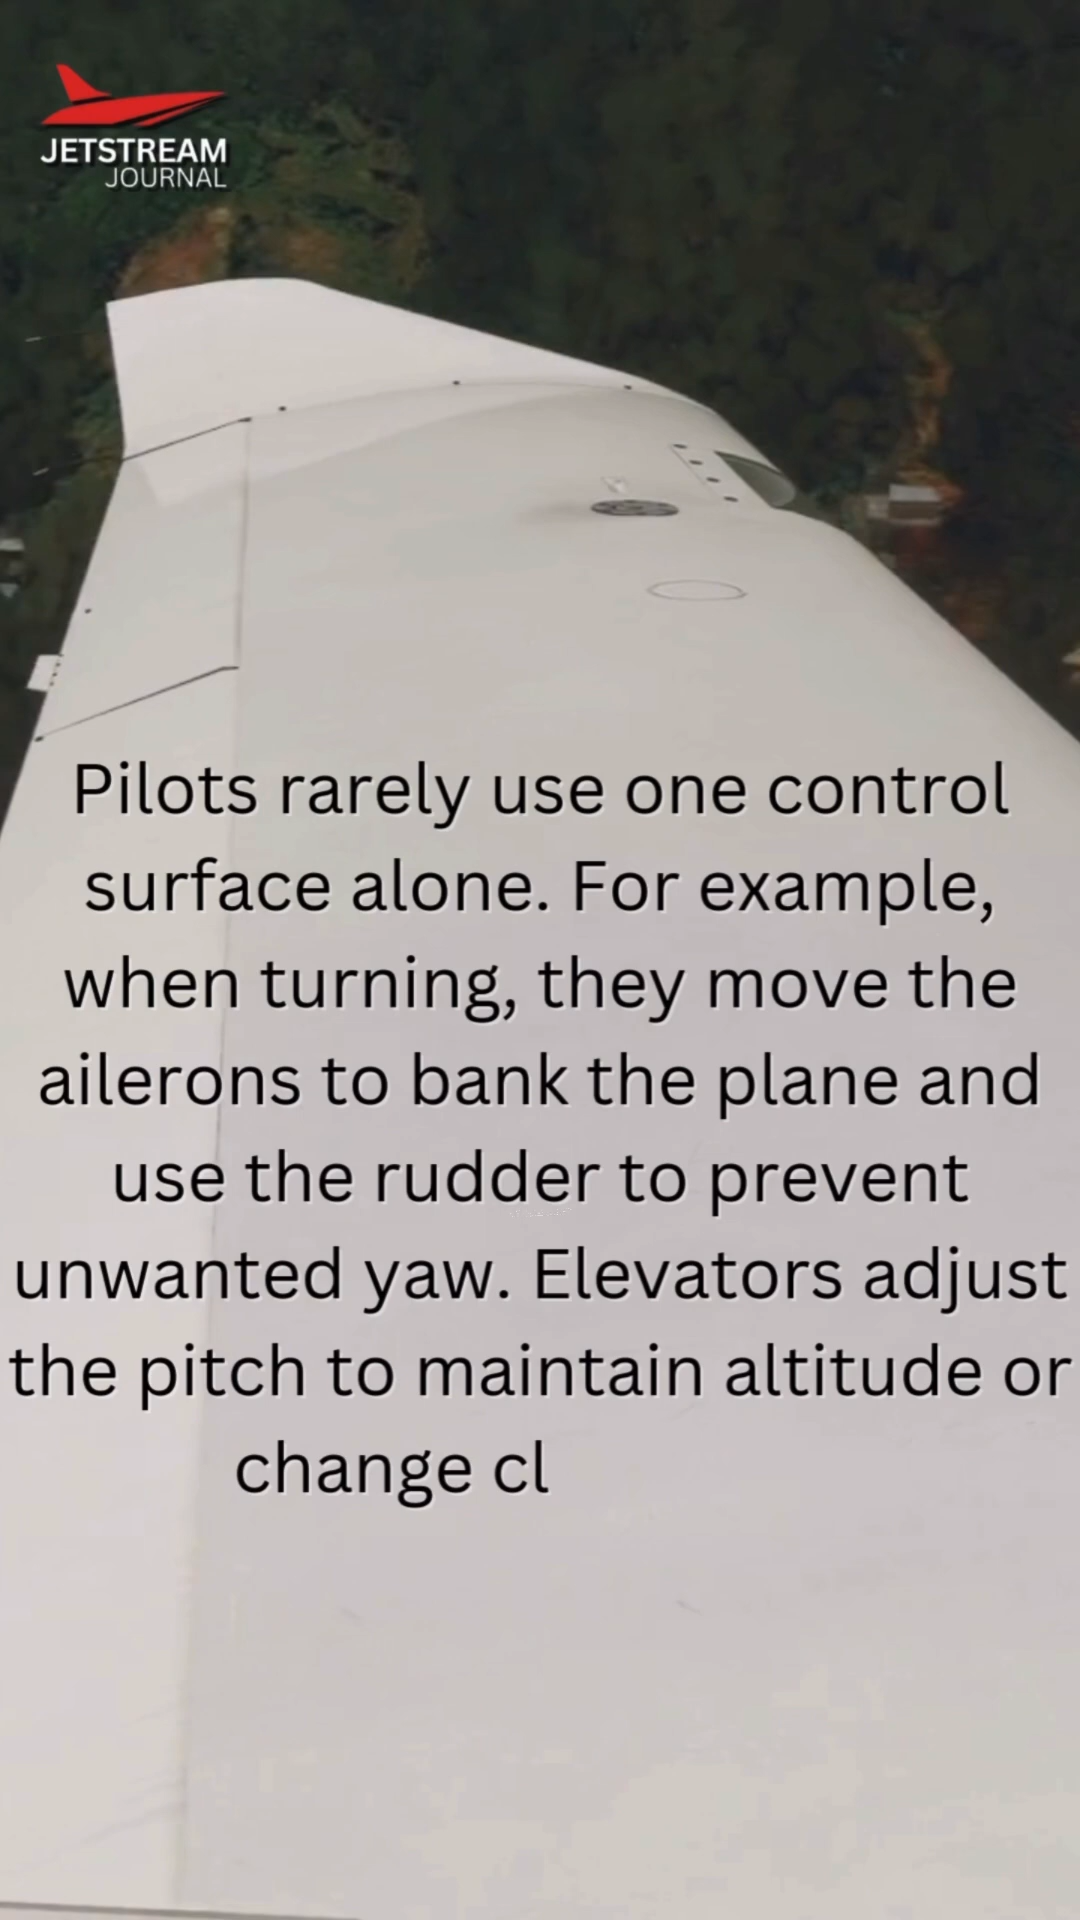 JETSTREAM
JOURNAL
Pilots rarely use one control
surface alone. For example,
when turning, they move the
ailerons to bank the plane and
use the rudder to prevent
unwanted yaw. Elevators adjust
the pitch to maintain altitude or
change cl